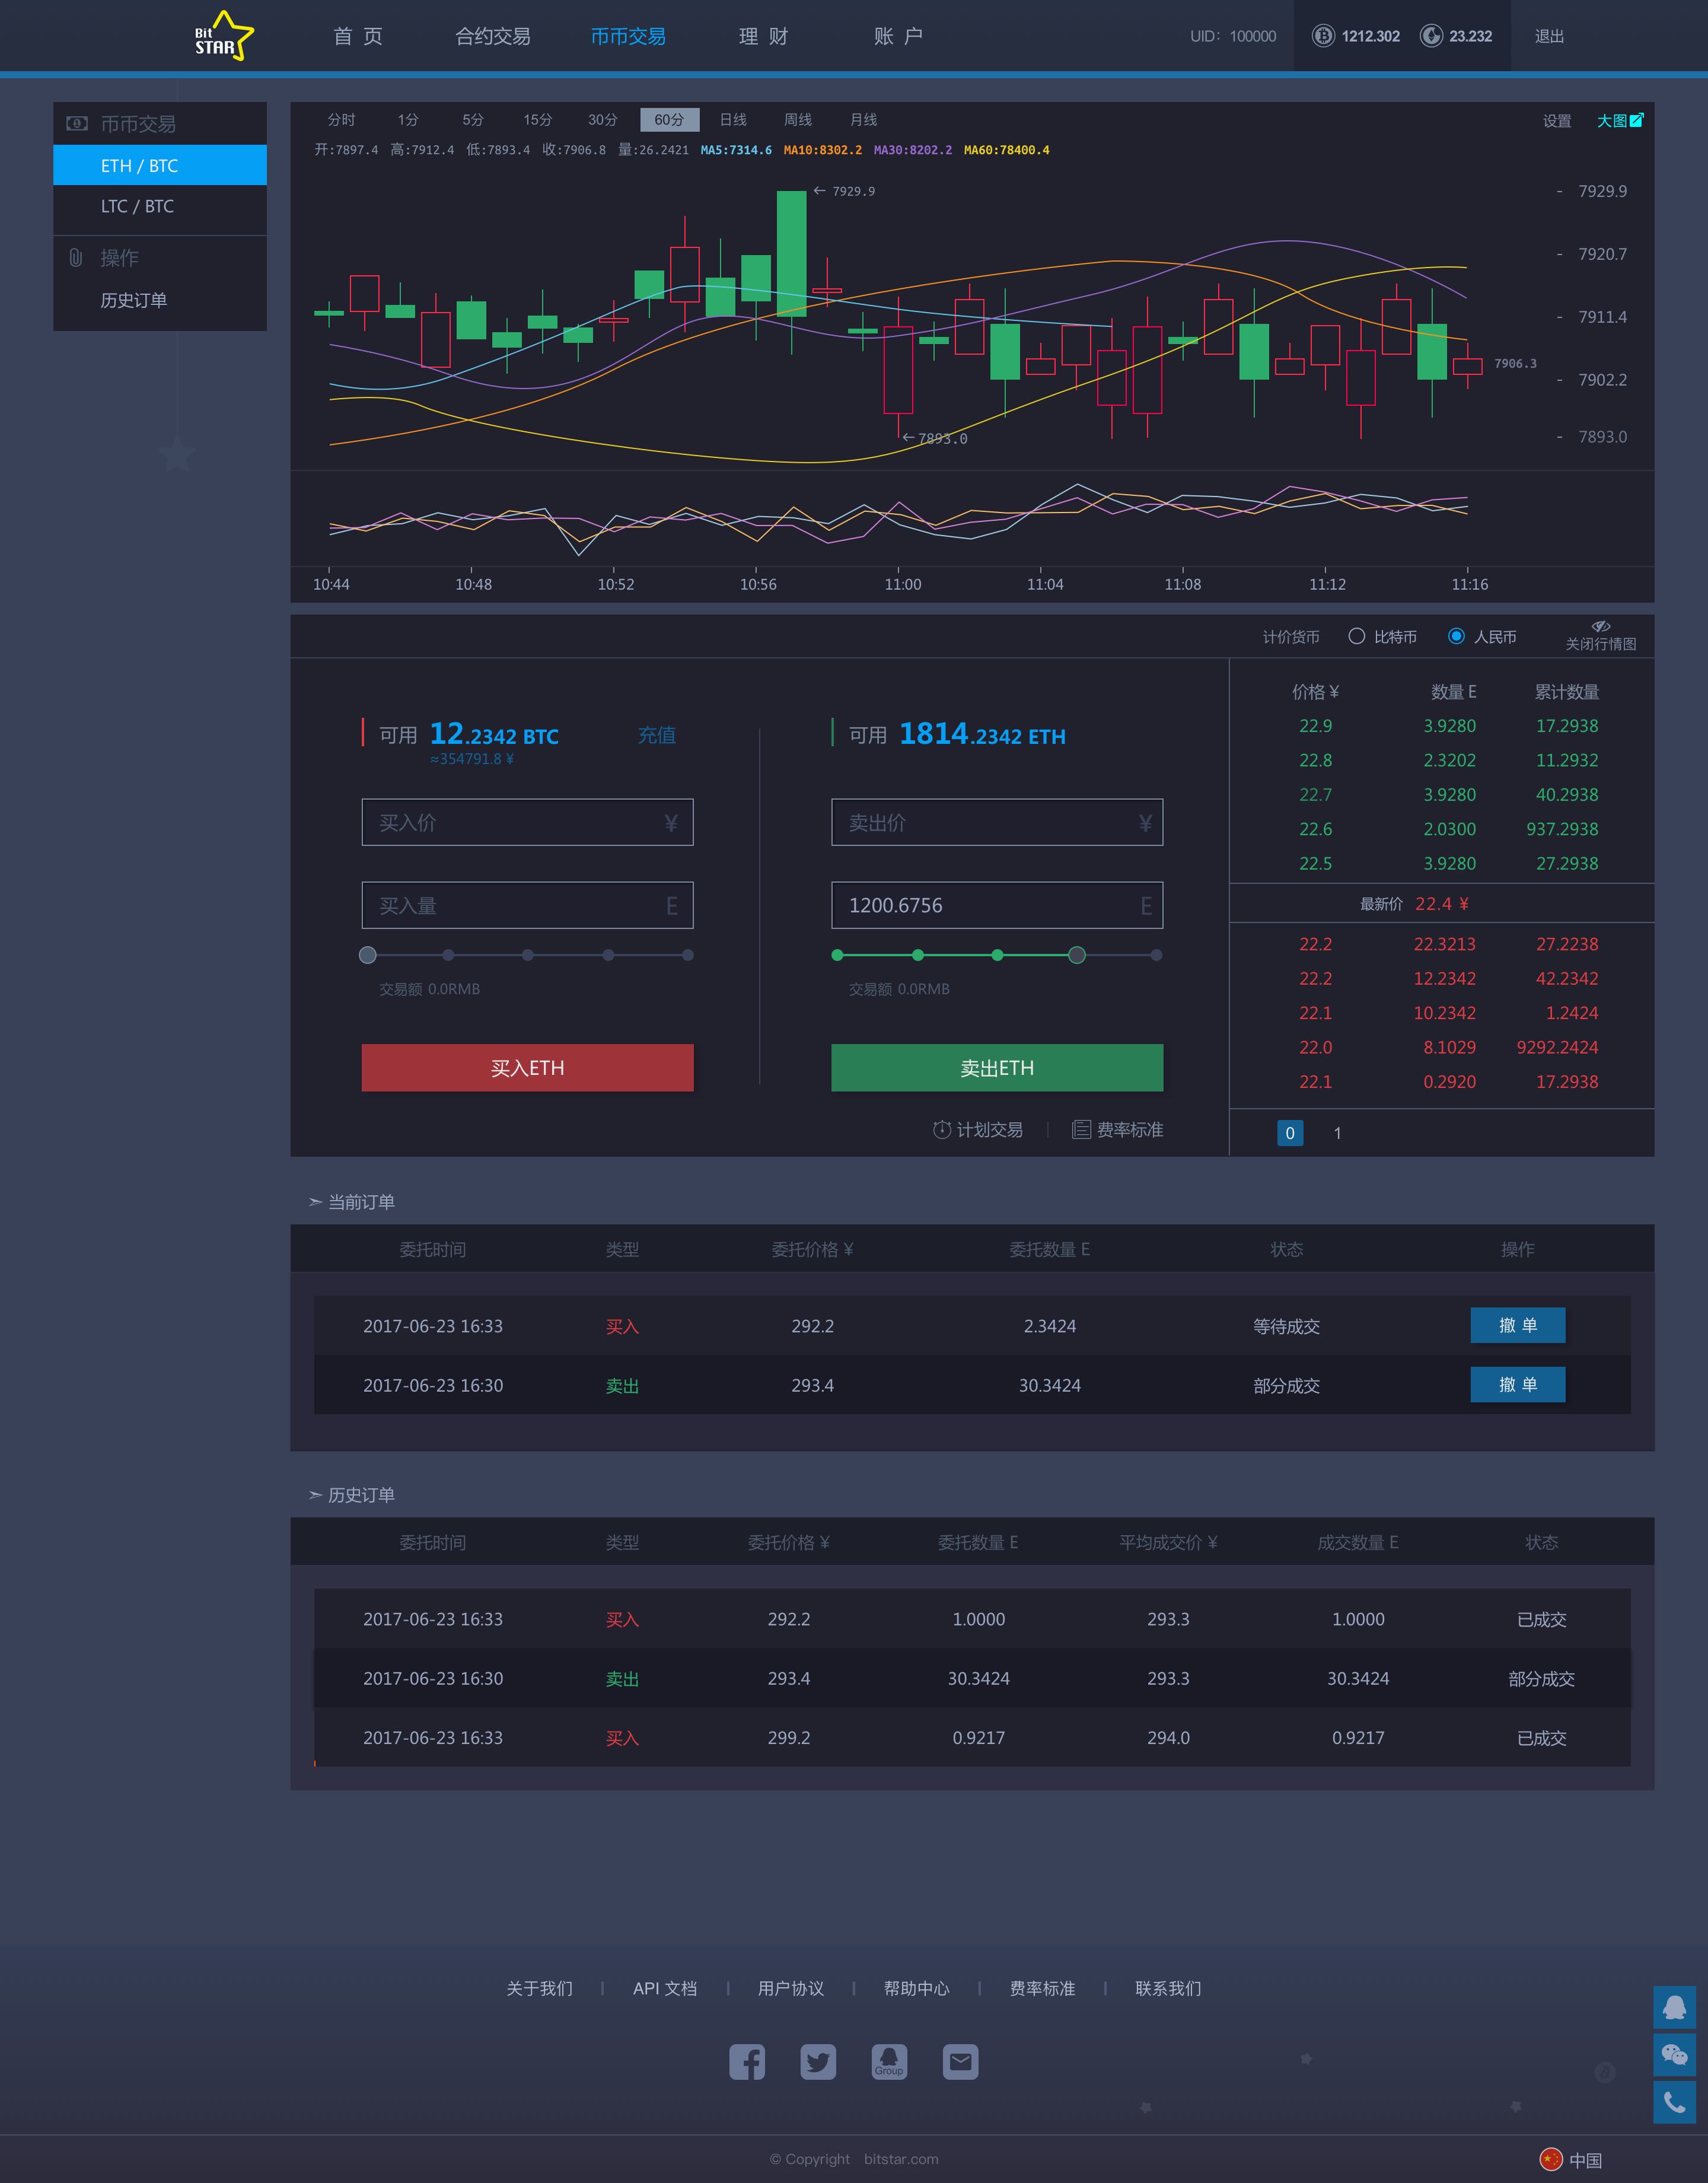 Bit
STAR
首 页 合约交易 币币交易 理 财 账 户 UID: 100000 1212.302 23.232 退出
币币交易
ETH / BTC
LTC / BTC
操作
历史订单
分时 1分 5分 15分 30分 60分 日线 周线 月线 设置 大图
开:7897.4 高:7912.4 低:7893.4 收:7906.8 量:26.2421 MA5:7314.6 MA10:8302.2 MA30:8202.2 MA60:78400.4
← 7929.9
- 7929.9
- 7920.7
- 7911.4
7906.3
- 7902.2
- 7893.0
←7893.0
10:44 10:48 10:52 10:56 11:00 11:04 11:08 11:12 11:16
计价货币 比特币 人民币 关闭行情图
可用 12.2342 BTC 充值
≈354791.8 ¥
买入价 ¥
买入量 E
交易额 0.0RMB
买入ETH
可用 1814.2342 ETH
卖出价 ¥
1200.6756 E
交易额 0.0RMB
卖出ETH
计划交易 | 费率标准
价格 ¥ 数量 E 累计数量
22.9 3.9280 17.2938
22.8 2.3202 11.2932
22.7 3.9280 40.2938
22.6 2.0300 937.2938
22.5 3.9280 27.2938
最新价 22.4 ¥
22.2 22.3213 27.2238
22.2 12.2342 42.2342
22.1 10.2342 1.2424
22.0 8.1029 9292.2424
22.1 0.2920 17.2938
0 1
➣ 当前订单
委托时间 类型 委托价格 ¥ 委托数量 E 状态 操作
2017-06-23 16:33 买入 292.2 2.3424 等待成交 撤 单
2017-06-23 16:30 卖出 293.4 30.3424 部分成交 撤 单
➣ 历史订单
委托时间 类型 委托价格 ¥ 委托数量 E 平均成交价 ¥ 成交数量 E 状态
2017-06-23 16:33 买入 292.2 1.0000 293.3 1.0000 已成交
2017-06-23 16:30 卖出 293.4 30.3424 293.3 30.3424 部分成交
2017-06-23 16:33 买入 299.2 0.9217 294.0 0.9217 已成交
关于我们 | API 文档 | 用户协议 | 帮助中心 | 费率标准 | 联系我们
Group
© Copyright bitstar.com
中国